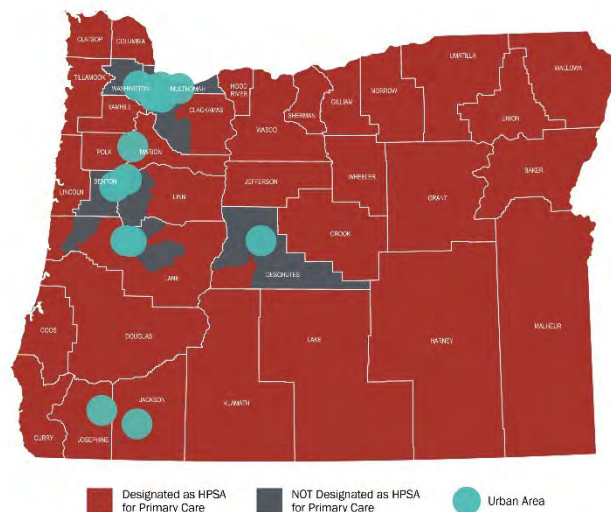 CLATSOP
COLUMBIA
TILLAMOOK
WASHINGTON
MULTNOMAH
HOOD
RIVER
YAMHILL
CLACKAMAS
SHERMAN
GILLIAM
MORROW
UMATILLA
WALLOWA
UNION
WASCO
POLK
MARION
LINCOLN
BENTON
LINN
JEFFERSON
WHEELER
GRANT
BAKER
CROOK
LANE
DESCHUTES
COOS
DOUGLAS
LAKE
HARNEY
MALHEUR
KLAMATH
JACKSON
CURRY
JOSEPHINE
Designated as HPSA
for Primary Care
NOT Designated as HPSA
for Primary Care
Urban Area